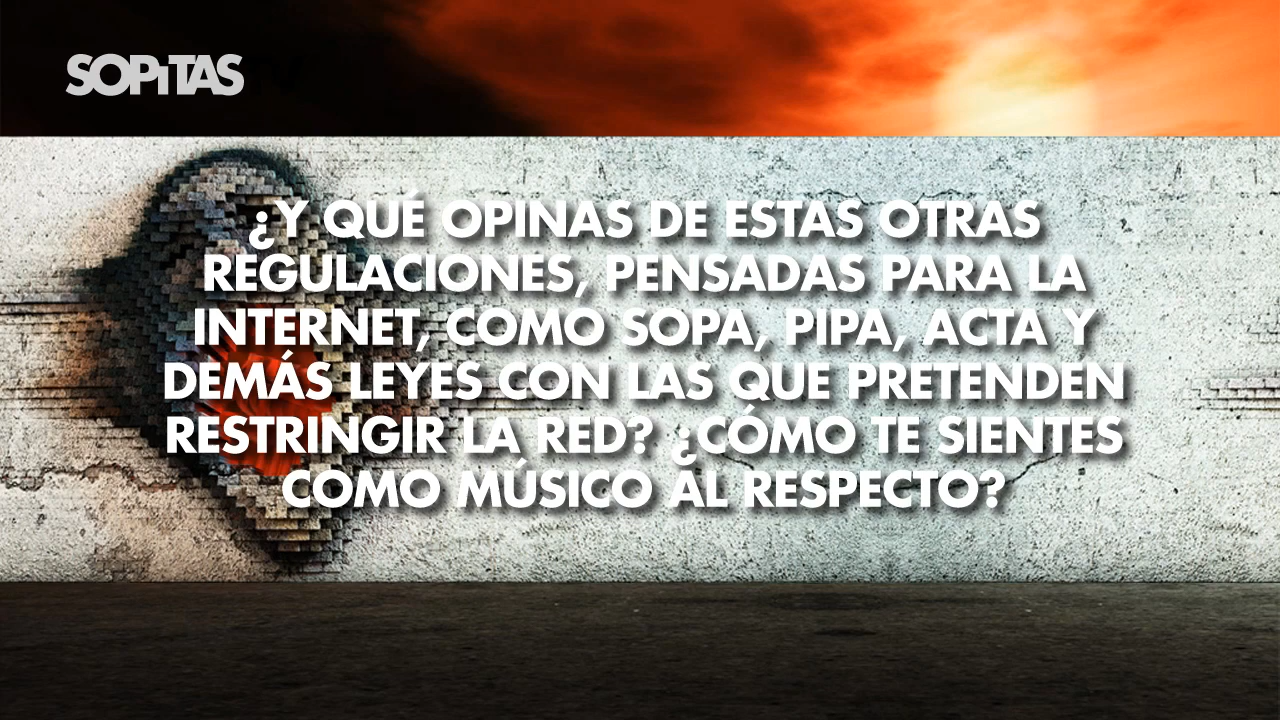 SOPiTAS
¿Y QUÉ OPINAS DE ESTAS OTRAS
REGULACIONES, PENSADAS PARA LA
INTERNET, COMO SOPA, PIPA, ACTA Y
DEMÁS LEYES CON LAS QUE PRETENDEN
RESTRINGIR LA RED? ¿CÓMO TE SIENTES
COMO MÚSICO AL RESPECTO?